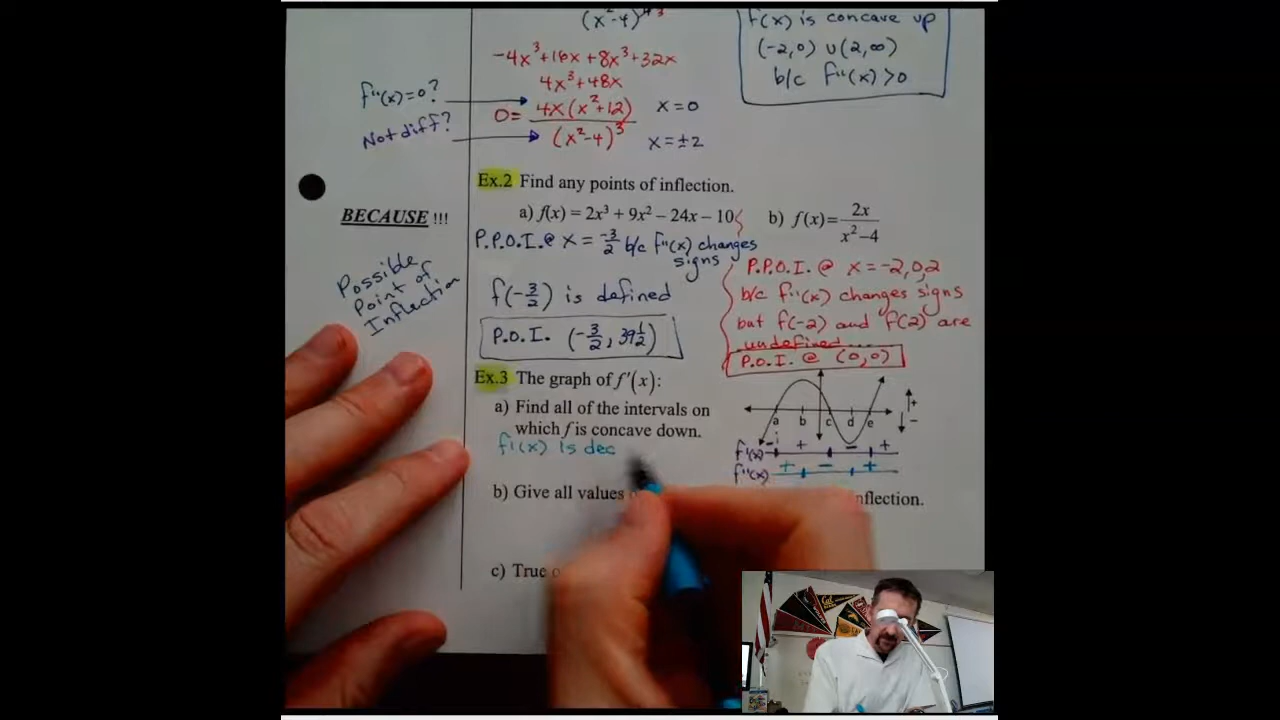 (x²-4)⁴³
-4x³+16x+8x³+32x
4x³+48x
f''(x)=0?
0= 4x(x²+12) x=0
Not diff?
(x²-4)³ x=±2
f(x) is concave up
(-2,0) ∪ (2,∞)
b/c f''(x) >0
Ex.2 Find any points of inflection.
BECAUSE !!!
a) f(x) = 2x³ + 9x² – 24x – 10
P.P.O.I. @ x = -3/2 b/c f''(x) changes
signs
Possible
Point of
Inflection
f(-3/2) is defined
P.O.I. (-3/2, 39½)
b) f(x)= 2x
x² – 4
P.P.O.I. @ x = -2,0,2
b/c f''(x) changes signs
but f(-2) and f(2) are
undefined...
P.O.I. @ (0,0)
Ex.3 The graph of f'(x):
a) Find all of the intervals on
which f is concave down.
f'(x) is dec
a b c d e
+
-
f'(x) - + - +
f''(x) + - +
b) Give all values
nflection.
c) True